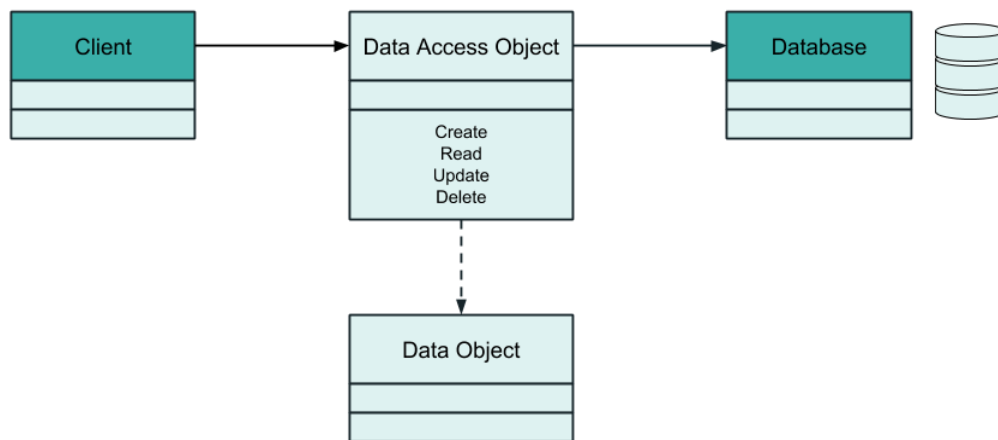 Client
Data Access Object
Database
Create
Read
Update
Delete
Data Object